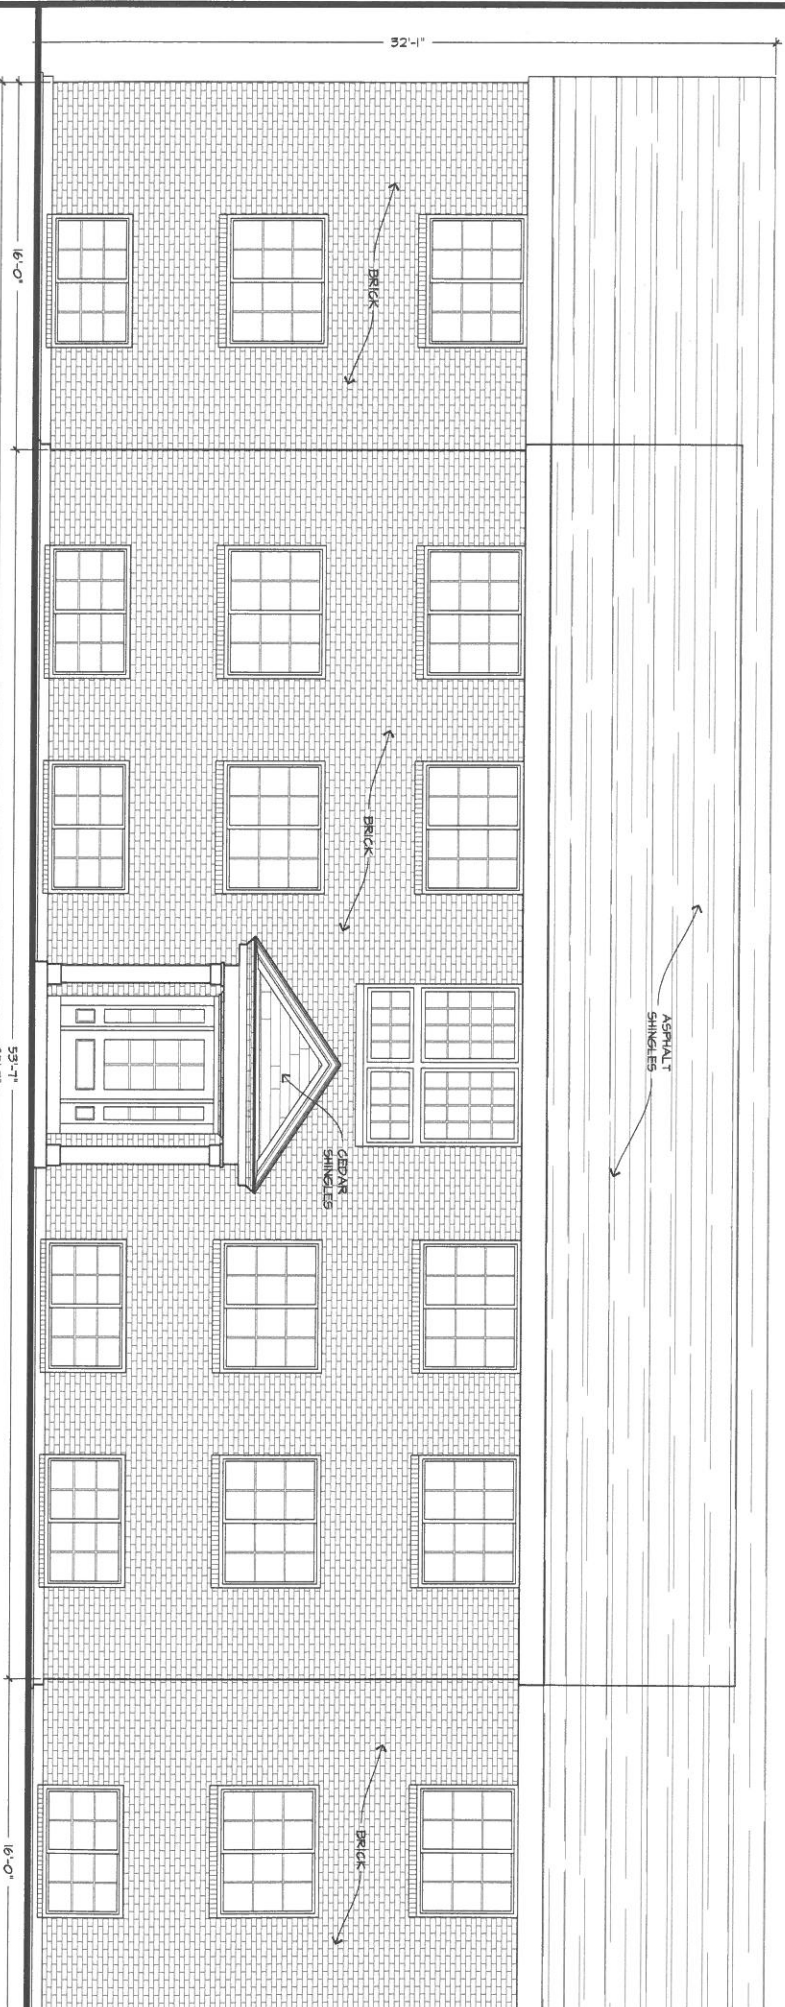 32'-1"
BRICK
BRICK
ASPHALT
SHINGLES
CEDAR
SHINGLES
BRICK
16'-0"
53'-7"
16'-0"